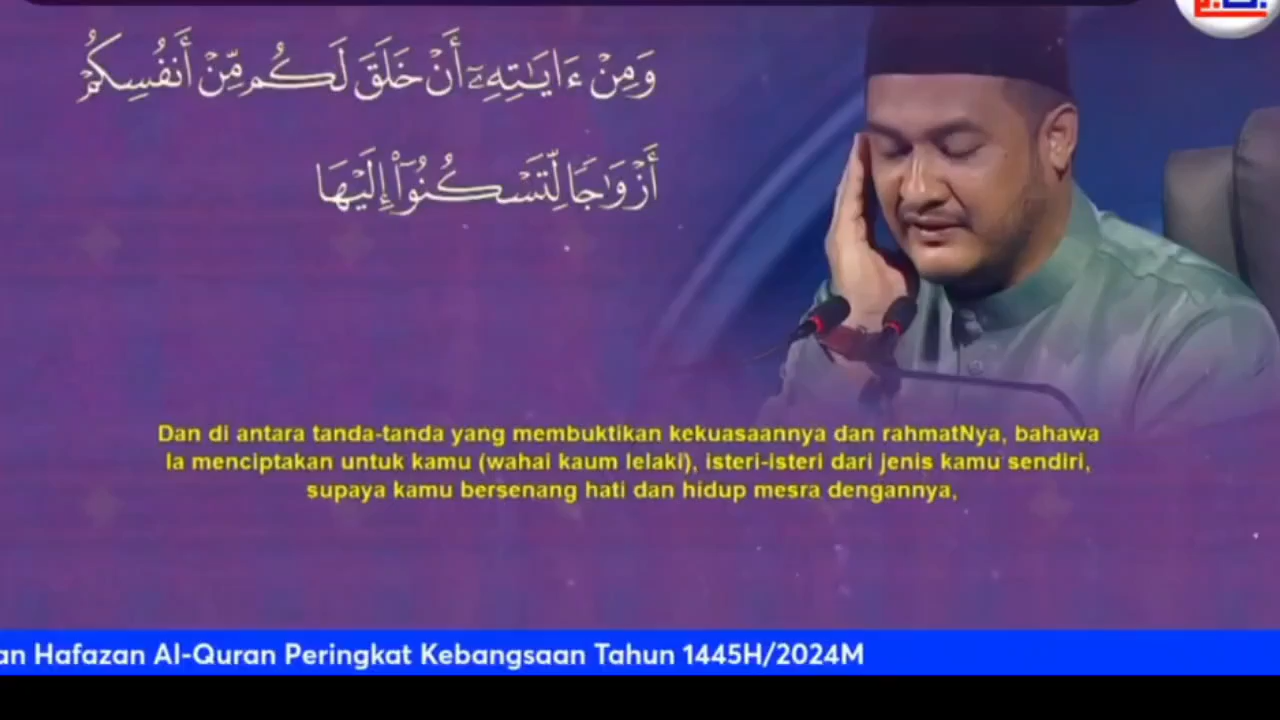 وَمِنْ ءَايَـٰتِهِۦٓ أَنْ خَلَقَ لَكُم مِّنْ أَنفُسِكُمْ
أَزْوَٰجًا لِّتَسْكُنُوٓا۟ إِلَيْهَا
Dan di antara tanda-tanda yang membuktikan kekuasaannya dan rahmatNya, bahawa
Ia menciptakan untuk kamu (wahai kaum lelaki), isteri-isteri dari jenis kamu sendiri,
supaya kamu bersenang hati dan hidup mesra dengannya,
an Hafazan Al-Quran Peringkat Kebangsaan Tahun 1445H/2024M